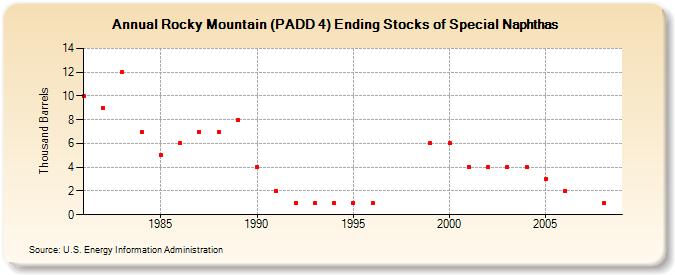 Annual Rocky Mountain (PADD 4) Ending Stocks of Special Naphthas
Thousand Barrels
14
12
10
8
6
4
2
0
1985 1990 1995 2000 2005
Source: U.S. Energy Information Administration